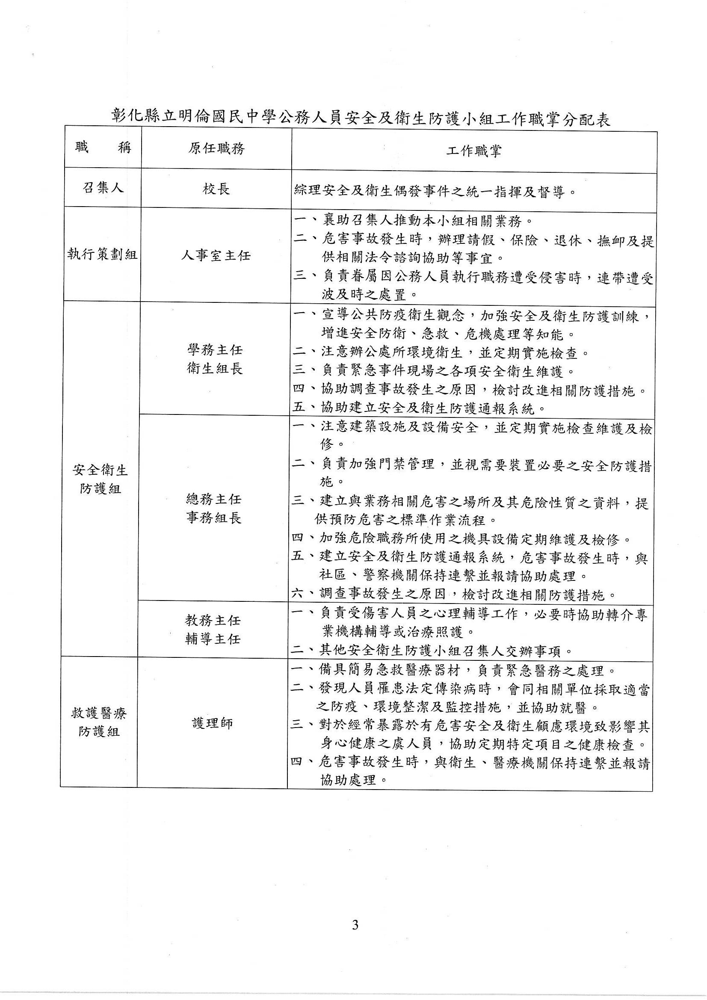 彰化縣立明倫國民中學公務人員安全及衛生防護小組工作職掌分配表
職　　稱
原任職務
工作職掌
召集人
校長
綜理安全及衛生偶發事件之統一指揮及督導。
執行策劃組
人事室主任
一、襄助召集人推動本小組相關業務。
二、危害事故發生時，辦理請假、保險、退休、撫卹及提
供相關法令諮詢協助等事宜。
三、負責眷屬因公務人員執行職務遭受侵害時，連帶遭受
波及時之處置。
安全衛生
防護組
學務主任
衛生組長
一、宣導公共防疫衛生觀念，加強安全及衛生防護訓練，
增進安全防衛、急救、危機處理等知能。
二、注意辦公處所環境衛生，並定期實施檢查。
三、負責緊急事件現場之各項安全衛生維護。
四、協助調查事故發生之原因，檢討改進相關防護措施。
五、協助建立安全及衛生防護通報系統。
總務主任
事務組長
一、注意建築設施及設備安全，並定期實施檢查維護及檢
修。
二、負責加強門禁管理，並視需要裝置必要之安全防護措
施。
三、建立與業務相關危害之場所及其危險性質之資料，提
供預防危害之標準作業流程。
四、加強危險職務所使用之機具設備定期維護及檢修。
五、建立安全及衛生防護通報系統，危害事故發生時，與
社區、警察機關保持連繫並報請協助處理。
六、調查事故發生之原因，檢討改進相關防護措施。
教務主任
輔導主任
一、負責受傷害人員之心理輔導工作，必要時協助轉介專
業機構輔導或治療照護。
二、其他安全衛生防護小組召集人交辦事項。
救護醫療
防護組
護理師
一、備具簡易急救醫療器材，負責緊急醫務之處理。
二、發現人員罹患法定傳染病時，會同相關單位採取適當
之防疫、環境整潔及監控措施，並協助就醫。
三、對於經常暴露於有危害安全及衛生顧慮環境致影響其
身心健康之虞人員，協助定期特定項目之健康檢查。
四、危害事故發生時，與衛生、醫療機關保持連繫並報請
協助處理。
3